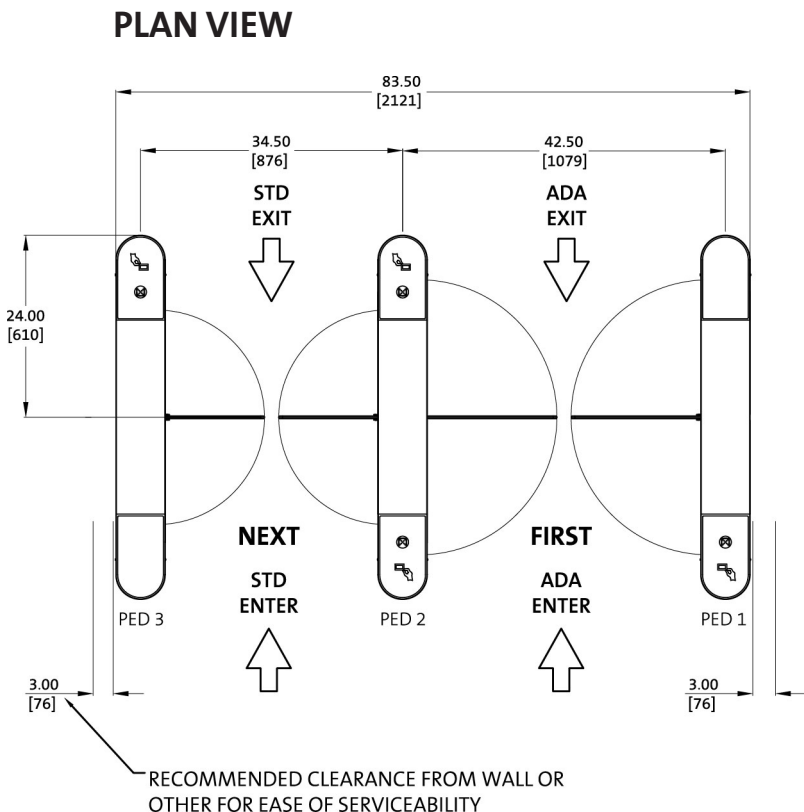 PLAN VIEW
83.50
[2121]
34.50
[876]
42.50
[1079]
STD
EXIT
ADA
EXIT
24.00
[610]
NEXT
FIRST
STD
ENTER
ADA
ENTER
PED 3
PED 2
PED 1
3.00
[76]
3.00
[76]
RECOMMENDED CLEARANCE FROM WALL OR
OTHER FOR EASE OF SERVICEABILITY